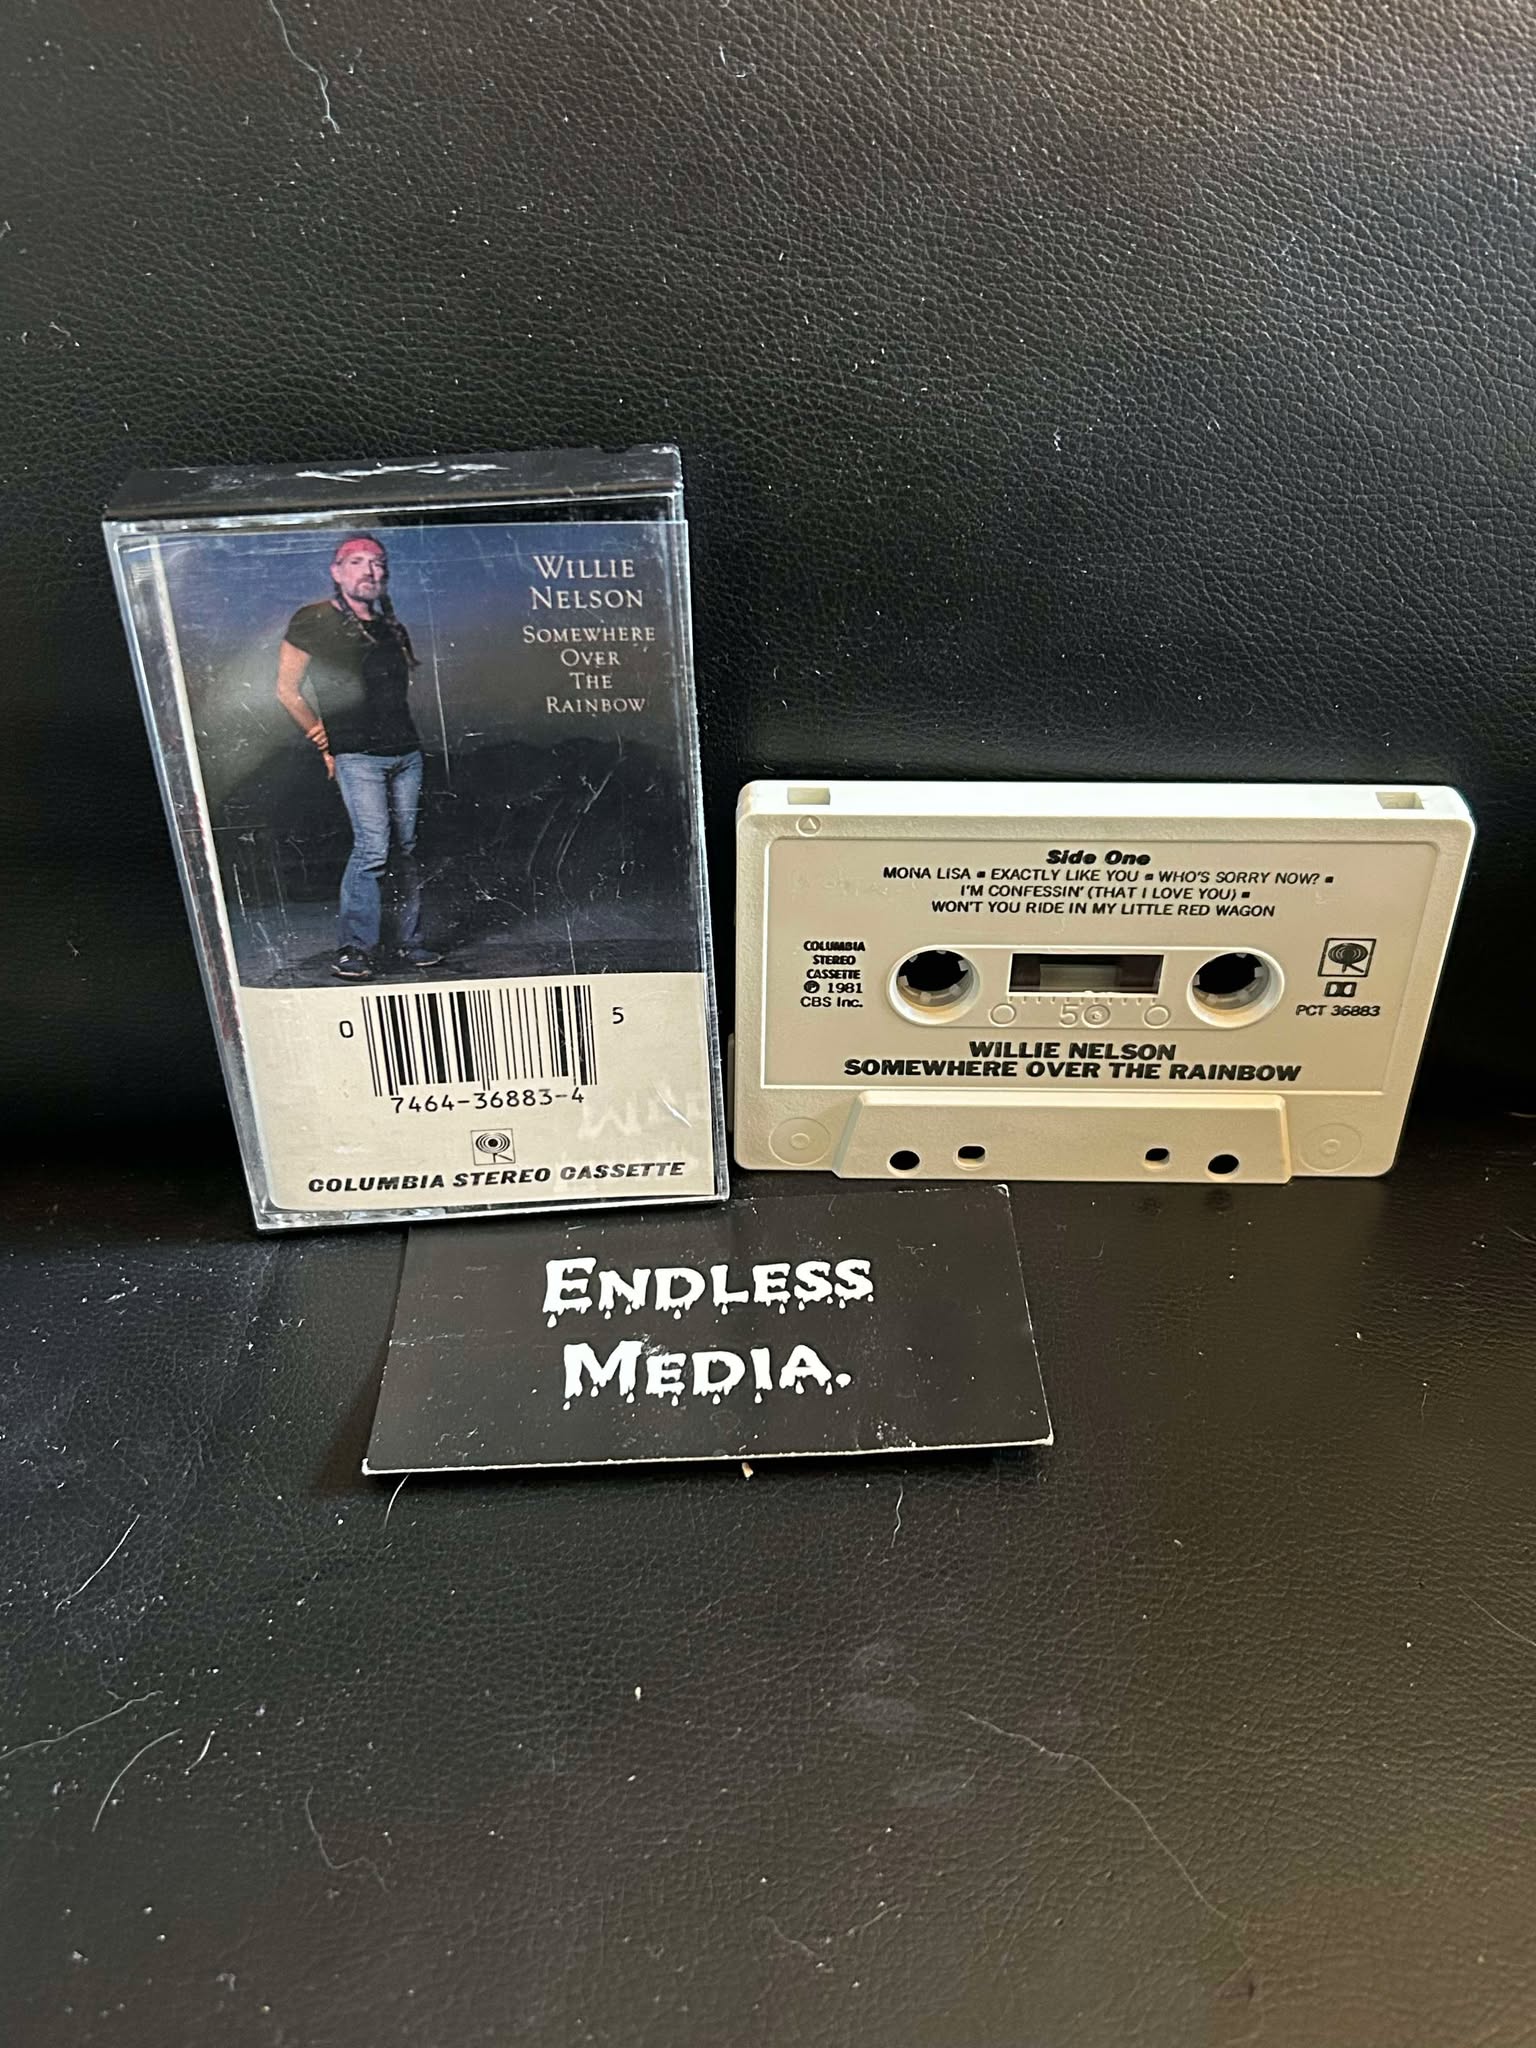 WILLIE
NELSON
SOMEWHERE
OVER
THE
RAINBOW
0
5
7464-36883-4
COLUMBIA STEREO CASSETTE
Side One
MONA LISA ▪ EXACTLY LIKE YOU ▪ WHO'S SORRY NOW? ▪
I'M CONFESSIN' (THAT I LOVE YOU) ▪
WON'T YOU RIDE IN MY LITTLE RED WAGON
COLUMBIA
STEREO
CASSETTE
℗ 1981
CBS Inc.
50
PCT 36883
WILLIE NELSON
SOMEWHERE OVER THE RAINBOW
ENDLESS
MEDIA.